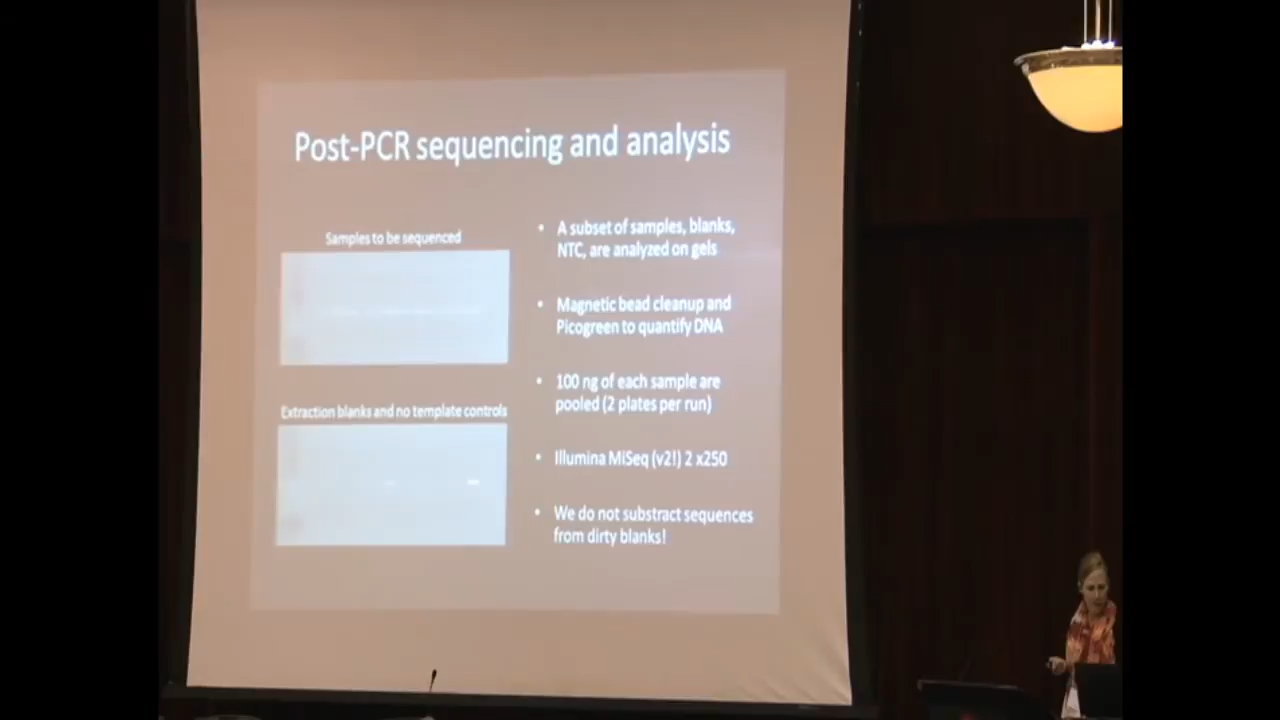 Post-PCR sequencing and analysis
Samples to be sequenced
Extraction blanks and no template controls
• A subset of samples, blanks,
NTC, are analyzed on gels
• Magnetic bead cleanup and
Picogreen to quantify DNA
• 100 ng of each sample are
pooled (2 plates per run)
• Illumina MiSeq (v2!) 2 x250
• We do not substract sequences
from dirty blanks!